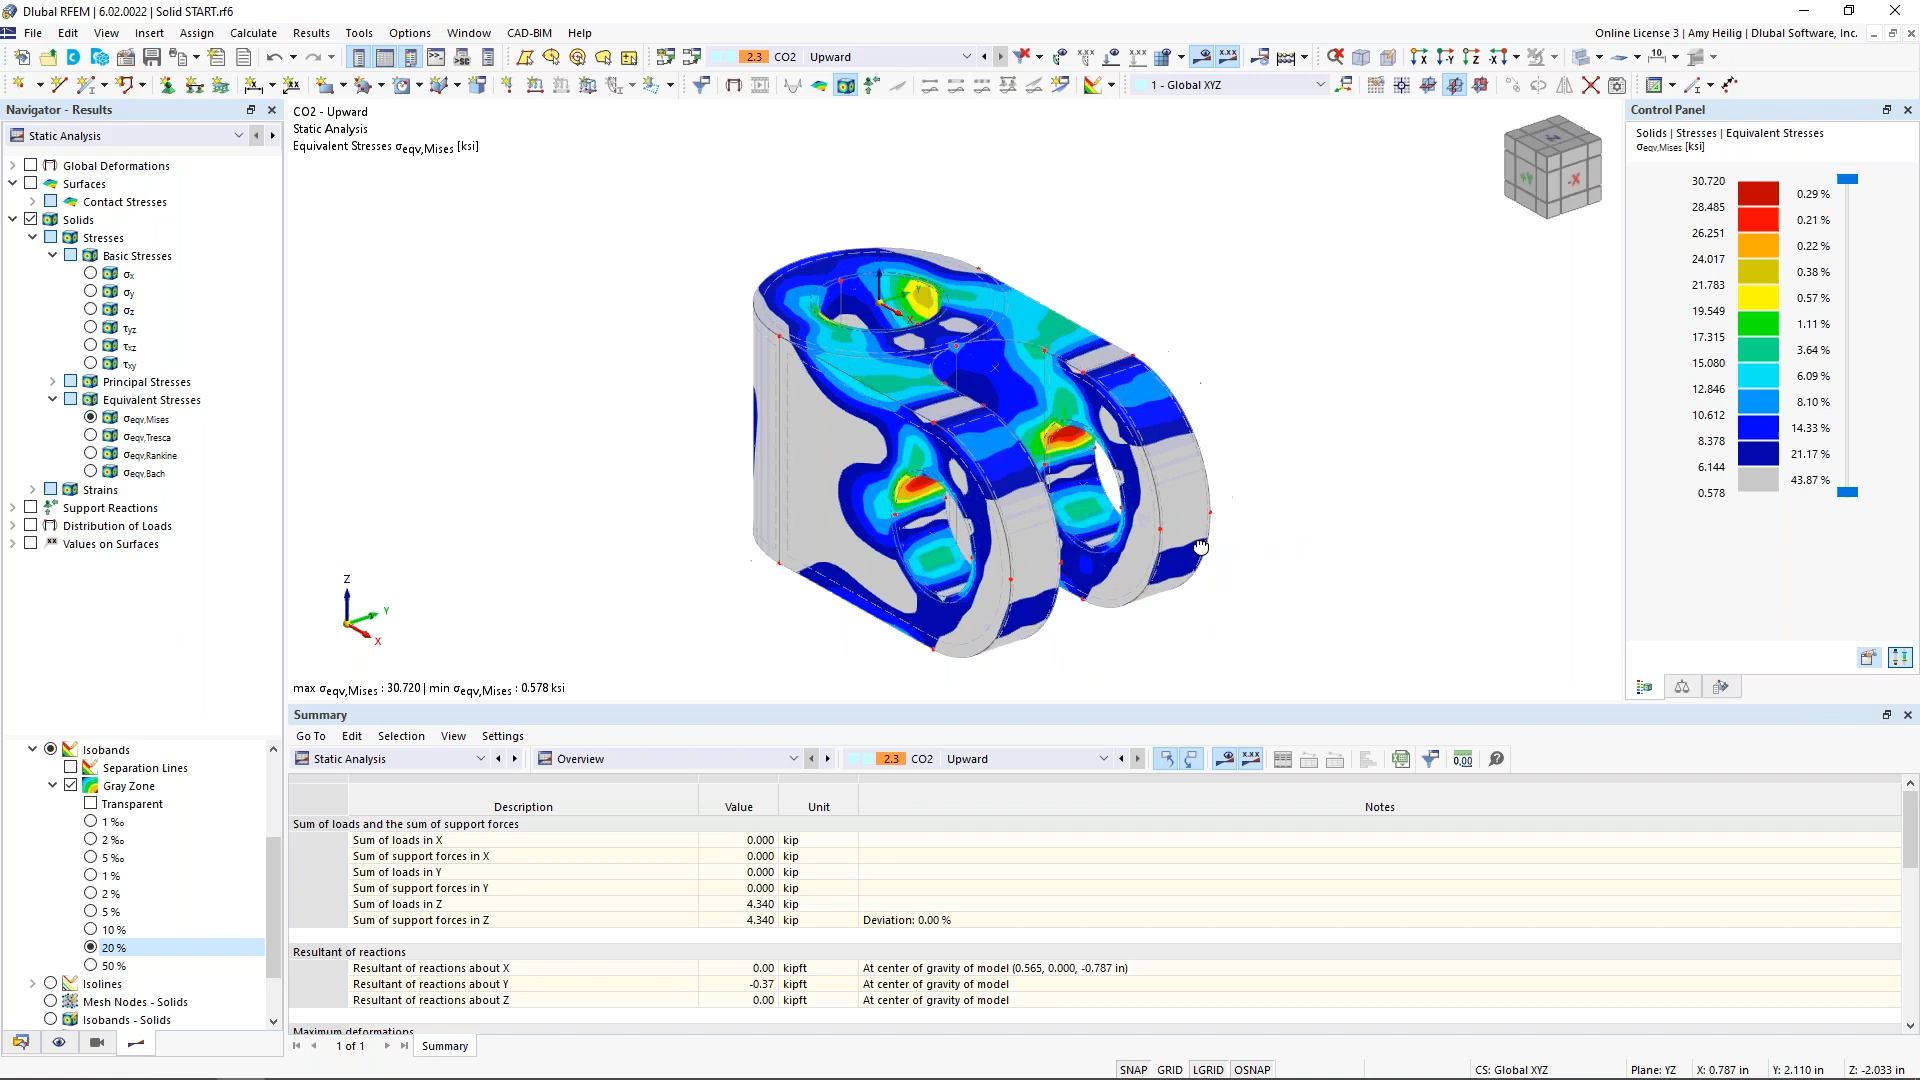 Dlubal RFEM | 6.02.0022 | Solid START.rf6
File Edit View Insert Assign Calculate Results Tools Options Window CAD-BIM Help
Online License 3 | Amy Heilig | Dlubal Software, Inc.
2.3 CO2 Upward
1 - Global XYZ
Navigator - Results
Static Analysis
Global Deformations
Surfaces
Contact Stresses
Solids
Stresses
Basic Stresses
σx
σy
σz
τyz
τxz
τxy
Principal Stresses
Equivalent Stresses
σeqv,Mises
σeqv,Tresca
σeqv,Rankine
σeqv,Bach
Strains
Support Reactions
Distribution of Loads
Values on Surfaces
Isobands
Separation Lines
Gray Zone
Transparent
1 ‰
2 ‰
5 ‰
1 %
2 %
5 %
10 %
20 %
50 %
Isolines
Mesh Nodes - Solids
Isobands - Solids
CO2 - Upward
Static Analysis
Equivalent Stresses σeqv,Mises [ksi]
+Y -X
Z
Y
X
max σeqv,Mises : 30.720 | min σeqv,Mises : 0.578 ksi
Control Panel
Solids | Stresses | Equivalent Stresses
σeqv,Mises [ksi]
30.720
0.29 %
28.485
0.21 %
26.251
0.22 %
24.017
0.38 %
21.783
0.57 %
19.549
1.11 %
17.315
3.64 %
15.080
6.09 %
12.846
8.10 %
10.612
14.33 %
8.378
21.17 %
6.144
43.87 %
0.578
Summary
Go To Edit Selection View Settings
Static Analysis Overview 2.3 CO2 Upward
Description Value Unit Notes
Sum of loads and the sum of support forces
Sum of loads in X 0.000 kip
Sum of support forces in X 0.000 kip
Sum of loads in Y 0.000 kip
Sum of support forces in Y 0.000 kip
Sum of loads in Z 4.340 kip
Sum of support forces in Z 4.340 kip Deviation: 0.00 %
Resultant of reactions
Resultant of reactions about X 0.00 kipft At center of gravity of model (0.565, 0.000, -0.787 in)
Resultant of reactions about Y -0.37 kipft At center of gravity of model
Resultant of reactions about Z 0.00 kipft At center of gravity of model
Maximum deformations
1 of 1 Summary
SNAP GRID LGRID OSNAP CS: Global XYZ Plane: YZ X: 0.787 in Y: 2.110 in Z: -2.033 in